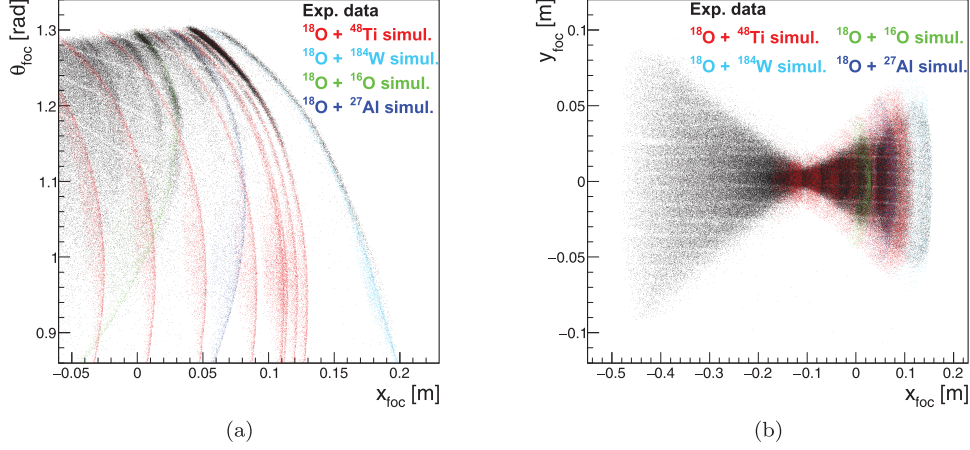 θfoc [rad]
1.3
1.2
1.1
1
0.9
−0.05 0 0.05 0.1 0.15 0.2
xfoc [m]
Exp. data
18O + 48Ti simul.
18O + 184W simul.
18O + 16O simul.
18O + 27Al simul.
(a)
yfoc [m]
0.1
0.05
0
−0.05
−0.1
−0.5 −0.4 −0.3 −0.2 −0.1 0 0.1 0.2
xfoc [m]
Exp. data
18O + 48Ti simul. 18O + 16O simul.
18O + 184W simul. 18O + 27Al simul.
(b)